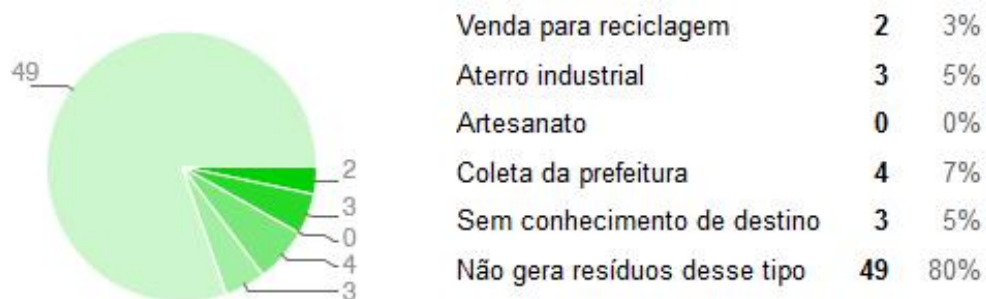 49
2
3
0
4
3
Venda para reciclagem 2 3%
Aterro industrial 3 5%
Artesanato 0 0%
Coleta da prefeitura 4 7%
Sem conhecimento de destino 3 5%
Não gera resíduos desse tipo 49 80%